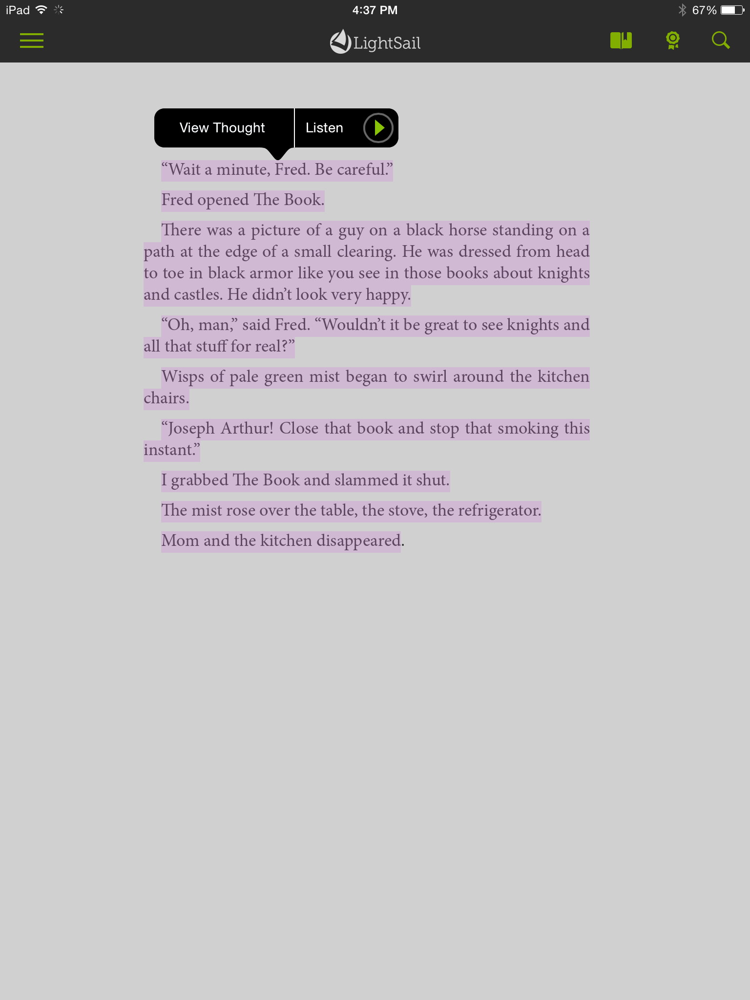 iPad
4:37 PM
67%
LightSail
View Thought
Listen
“Wait a minute, Fred. Be careful.”
Fred opened The Book.
There was a picture of a guy on a black horse standing on a
path at the edge of a small clearing. He was dressed from head
to toe in black armor like you see in those books about knights
and castles. He didn’t look very happy.
“Oh, man,” said Fred. “Wouldn’t it be great to see knights and
all that stuff for real?”
Wisps of pale green mist began to swirl around the kitchen
chairs.
“Joseph Arthur! Close that book and stop that smoking this
instant.”
I grabbed The Book and slammed it shut.
The mist rose over the table, the stove, the refrigerator.
Mom and the kitchen disappeared.